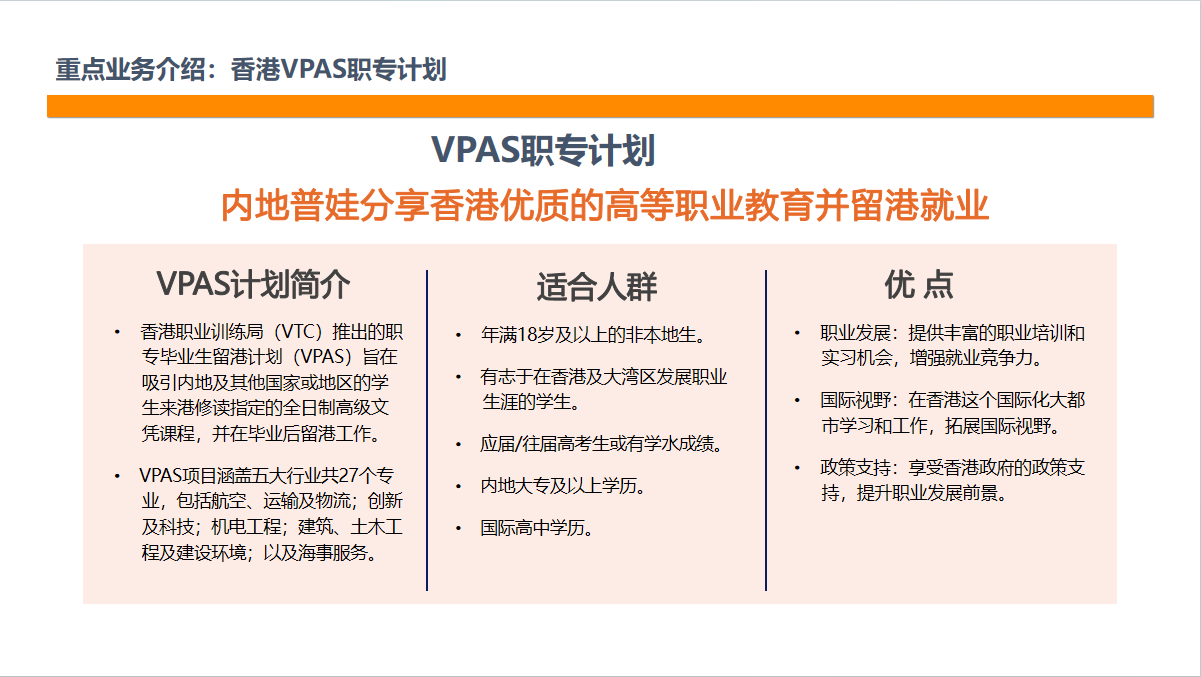 重点业务介绍：香港VPAS职专计划
VPAS职专计划
内地普娃分享香港优质的高等职业教育并留港就业
VPAS计划简介
• 香港职业训练局（VTC）推出的职
专毕业生留港计划（VPAS）旨在
吸引内地及其他国家或地区的学
生来港修读指定的全日制高级文
凭课程，并在毕业后留港工作。
• VPAS项目涵盖五大行业共27个专
业，包括航空、运输及物流；创新
及科技；机电工程；建筑、土木工
程及建设环境；以及海事服务。
适合人群
• 年满18岁及以上的非本地生。
• 有志于在香港及大湾区发展职业
生涯的学生。
• 应届/往届高考生或有学水成绩。
• 内地大专及以上学历。
• 国际高中学历。
优 点
• 职业发展：提供丰富的职业培训和
实习机会，增强就业竞争力。
• 国际视野：在香港这个国际化大都
市学习和工作，拓展国际视野。
• 政策支持：享受香港政府的政策支
持，提升职业发展前景。